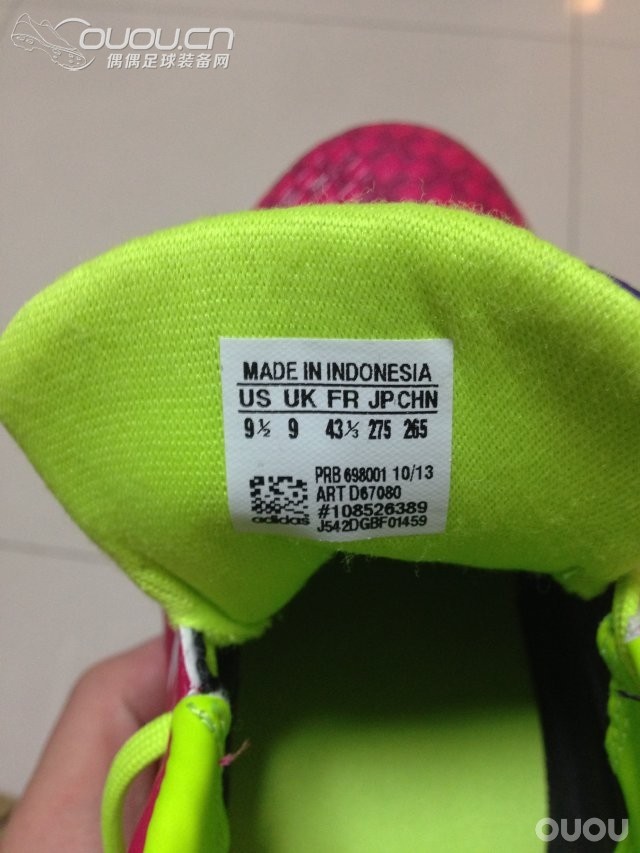 OUOU.CN
偶偶足球装备网
MADE IN INDONESIA
US UK FR JP CHN
9½ 9 43⅓ 275 265
PRB 698001 10/13
ART D67080
#108526389
adidas J542DGBF01459
OUOU